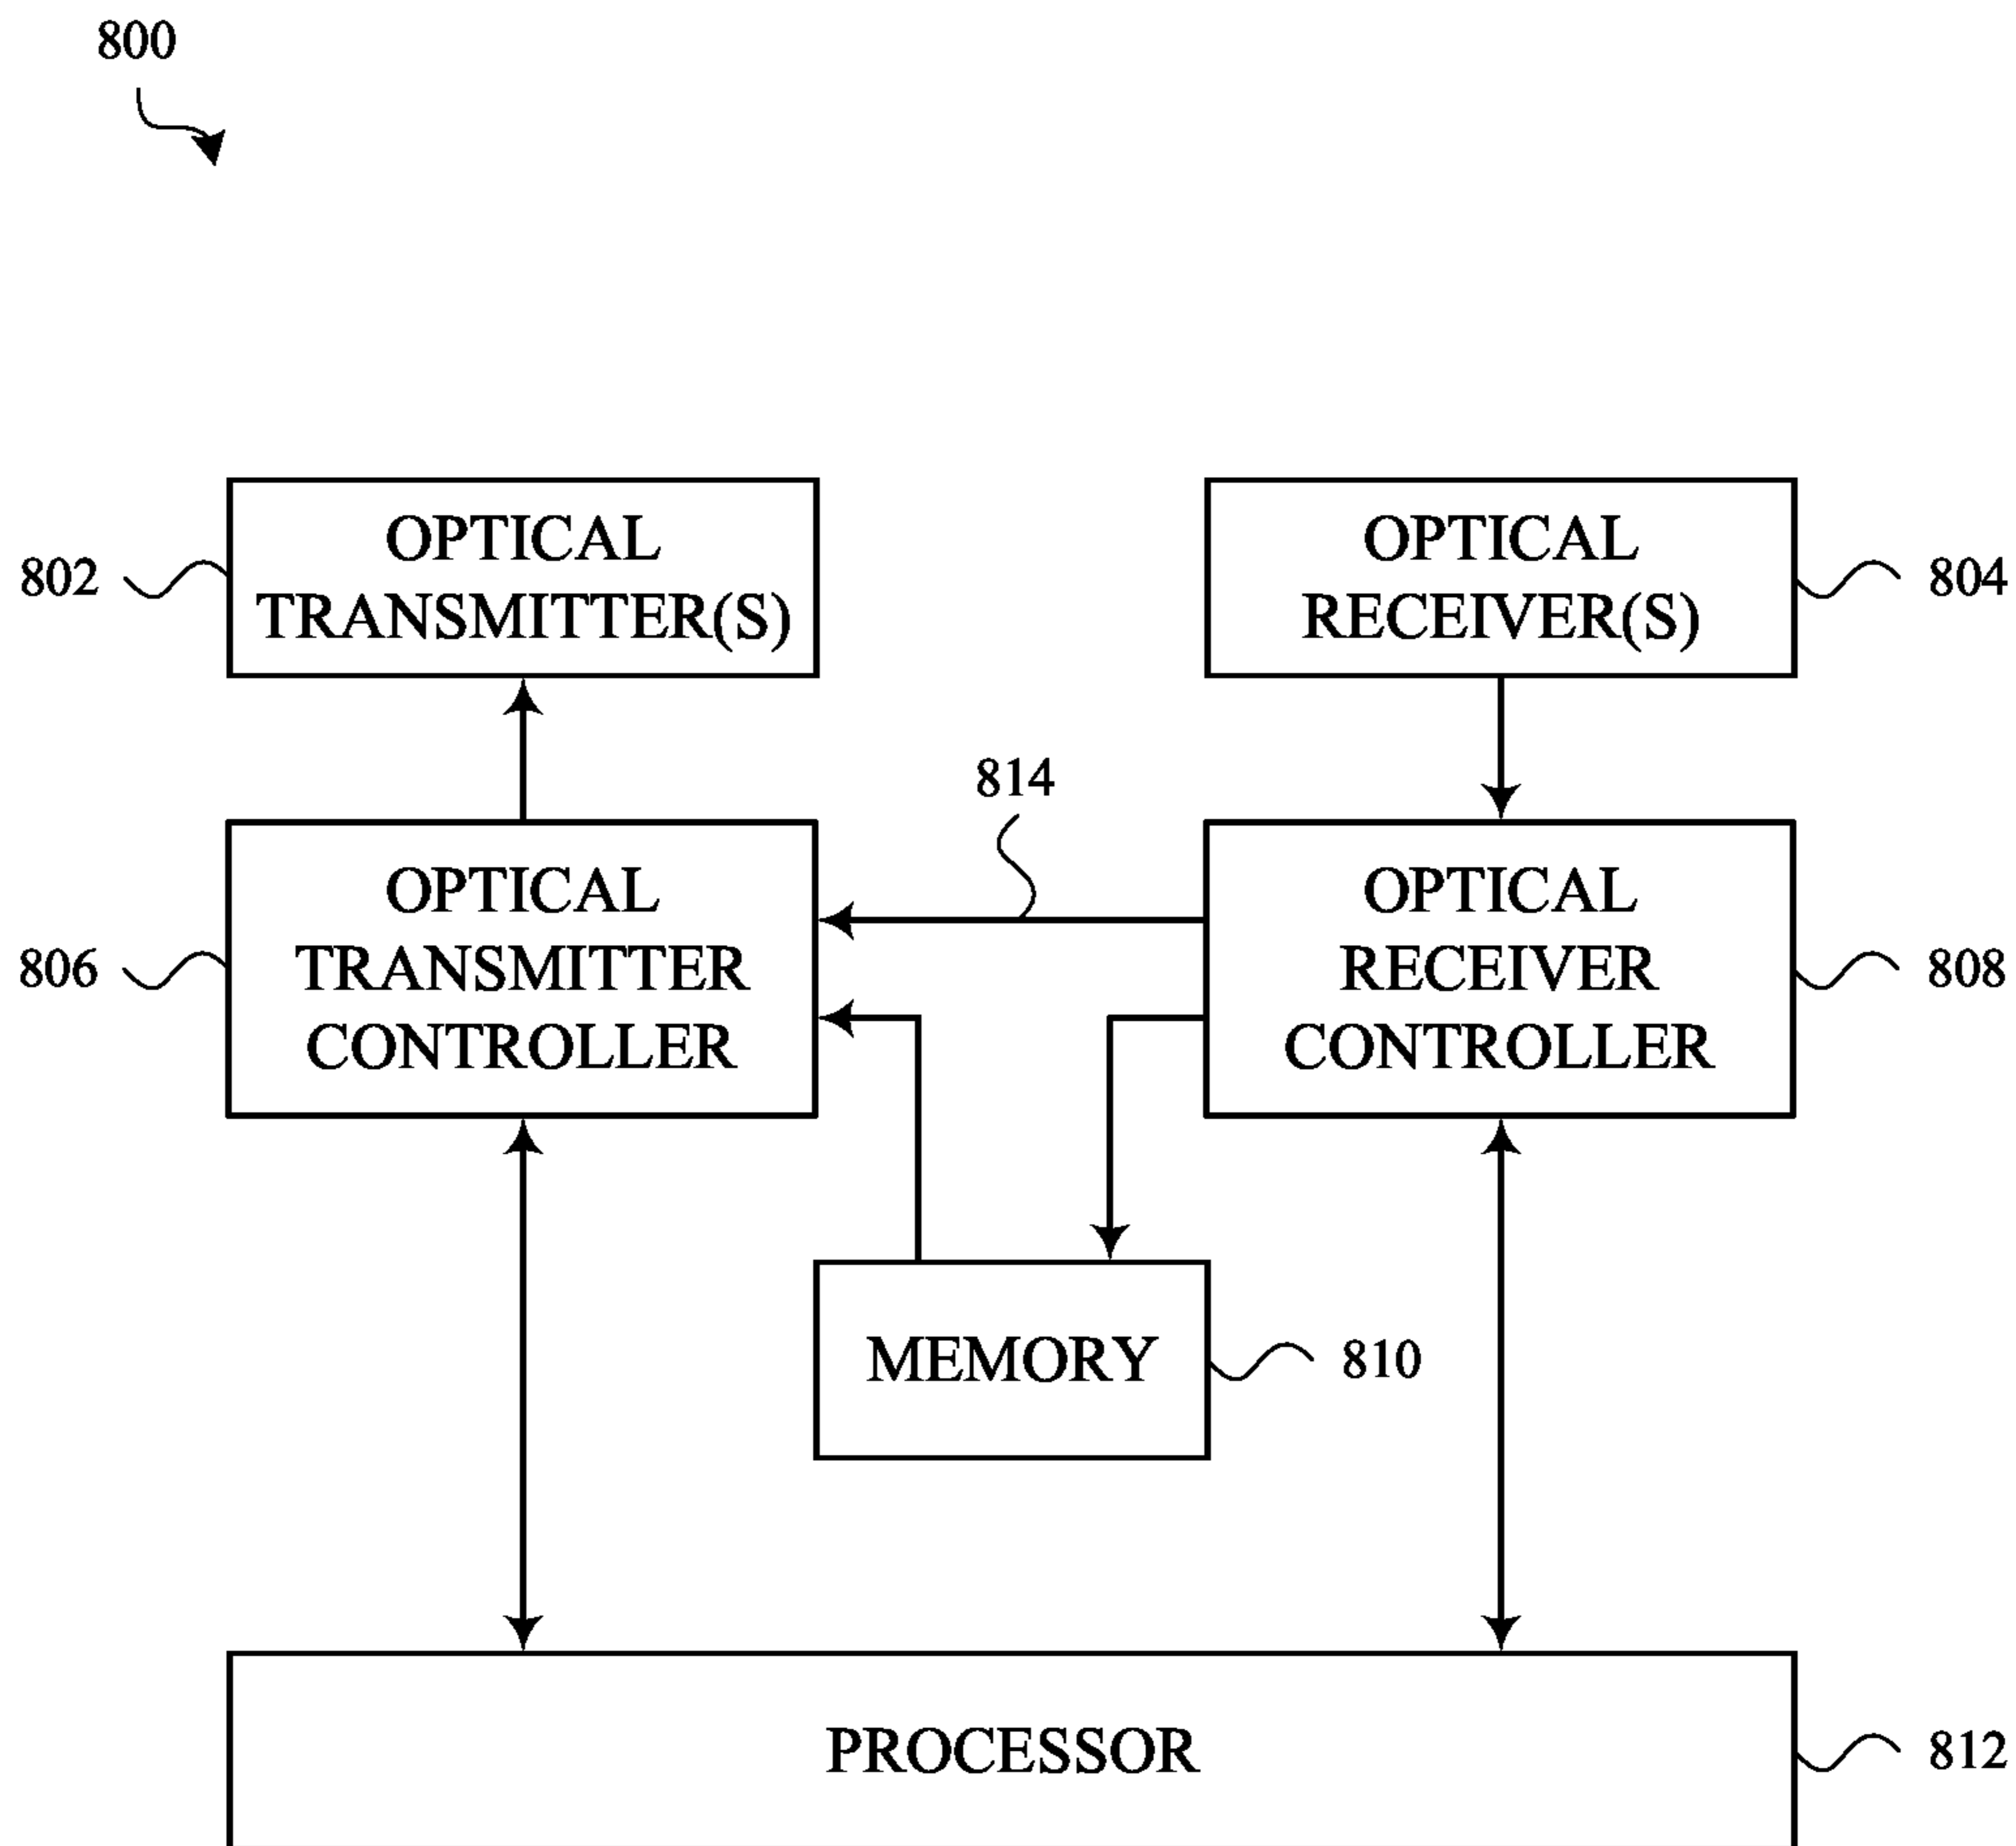 800
OPTICAL
TRANSMITTER(S)
802
OPTICAL
RECEIVER(S)
804
814
OPTICAL
TRANSMITTER
CONTROLLER
806
OPTICAL
RECEIVER
CONTROLLER
808
MEMORY
810
PROCESSOR
812